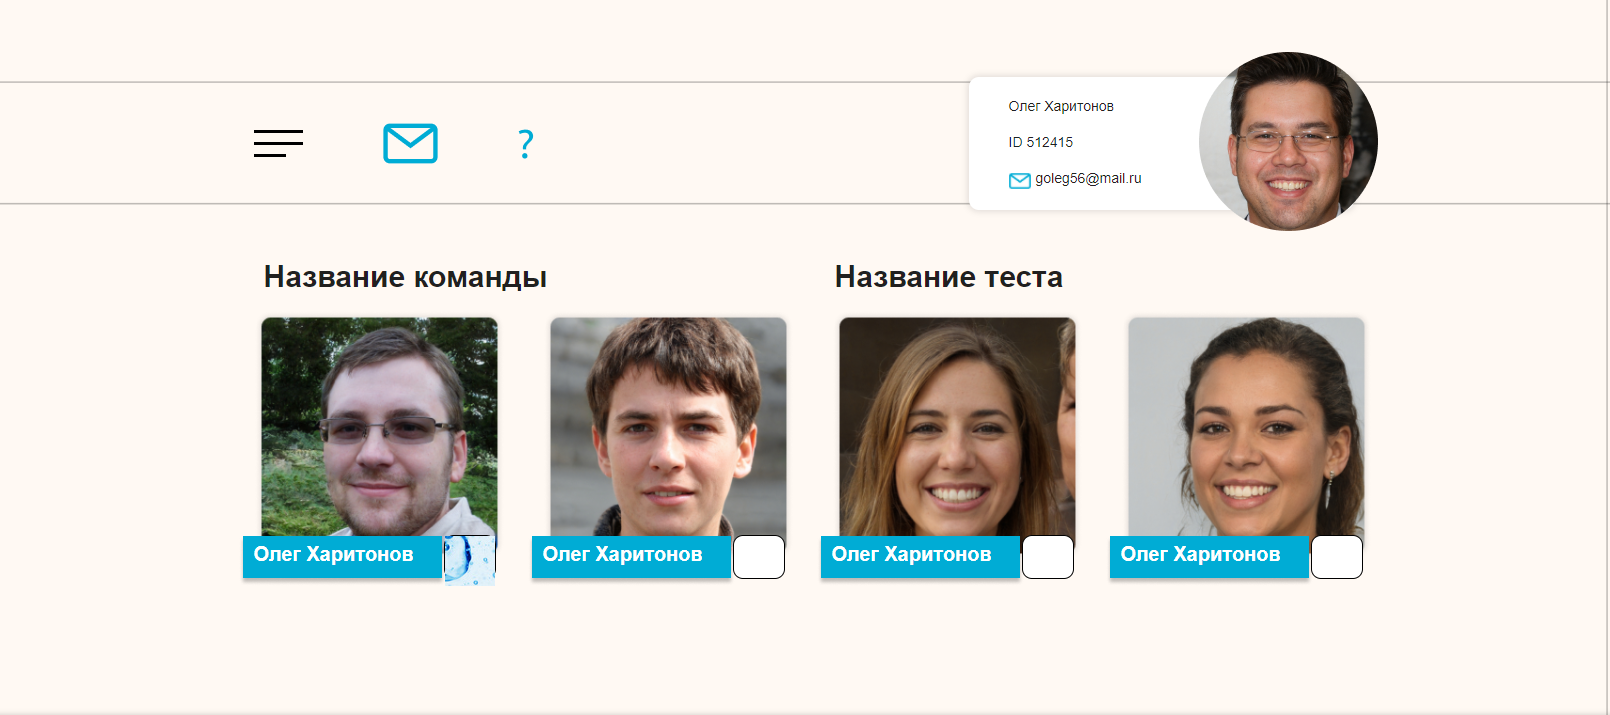 Олег Харитонов
ID 512415
goleg56@mail.ru
?
Название команды
Название теста
Олег Харитонов
Олег Харитонов
Олег Харитонов
Олег Харитонов